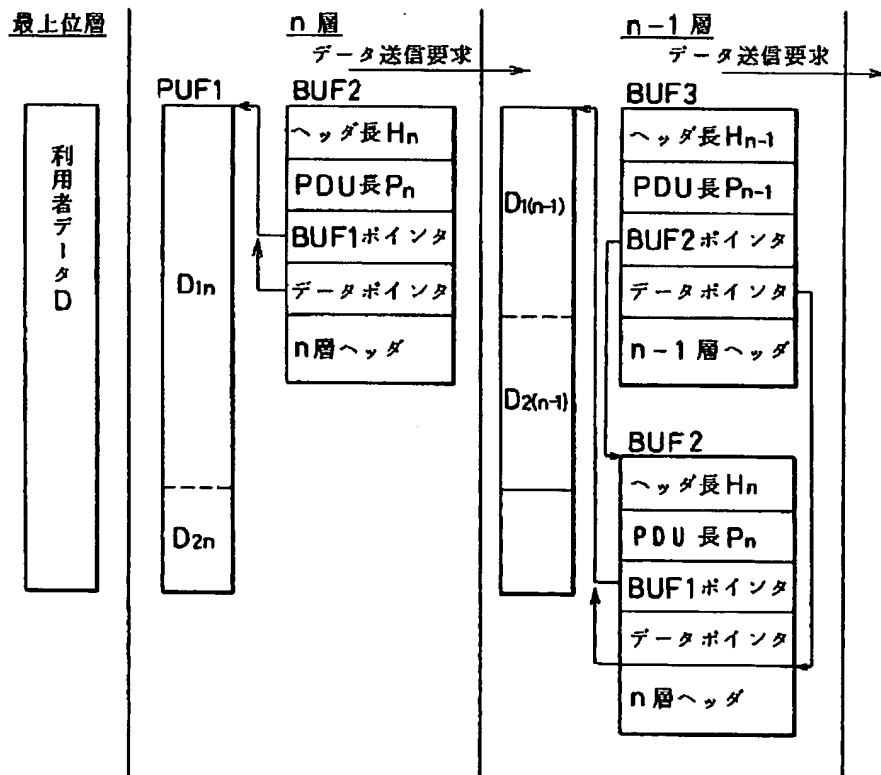 最上位層
利用者データD
n 層
データ送信要求
PUF1
D1n
D2n
BUF2
ヘッダ長Hn
PDU長Pn
BUF1ポインタ
データポインタ
n層ヘッダ
n-1 層
データ送信要求
D1(n-1)
D2(n-1)
BUF3
ヘッダ長Hn-1
PDU長Pn-1
BUF2ポインタ
データポインタ
n-1 層ヘッダ
BUF2
ヘッダ長Hn
PDU 長Pn
BUF1ポインタ
データポインタ
n 層ヘッダ